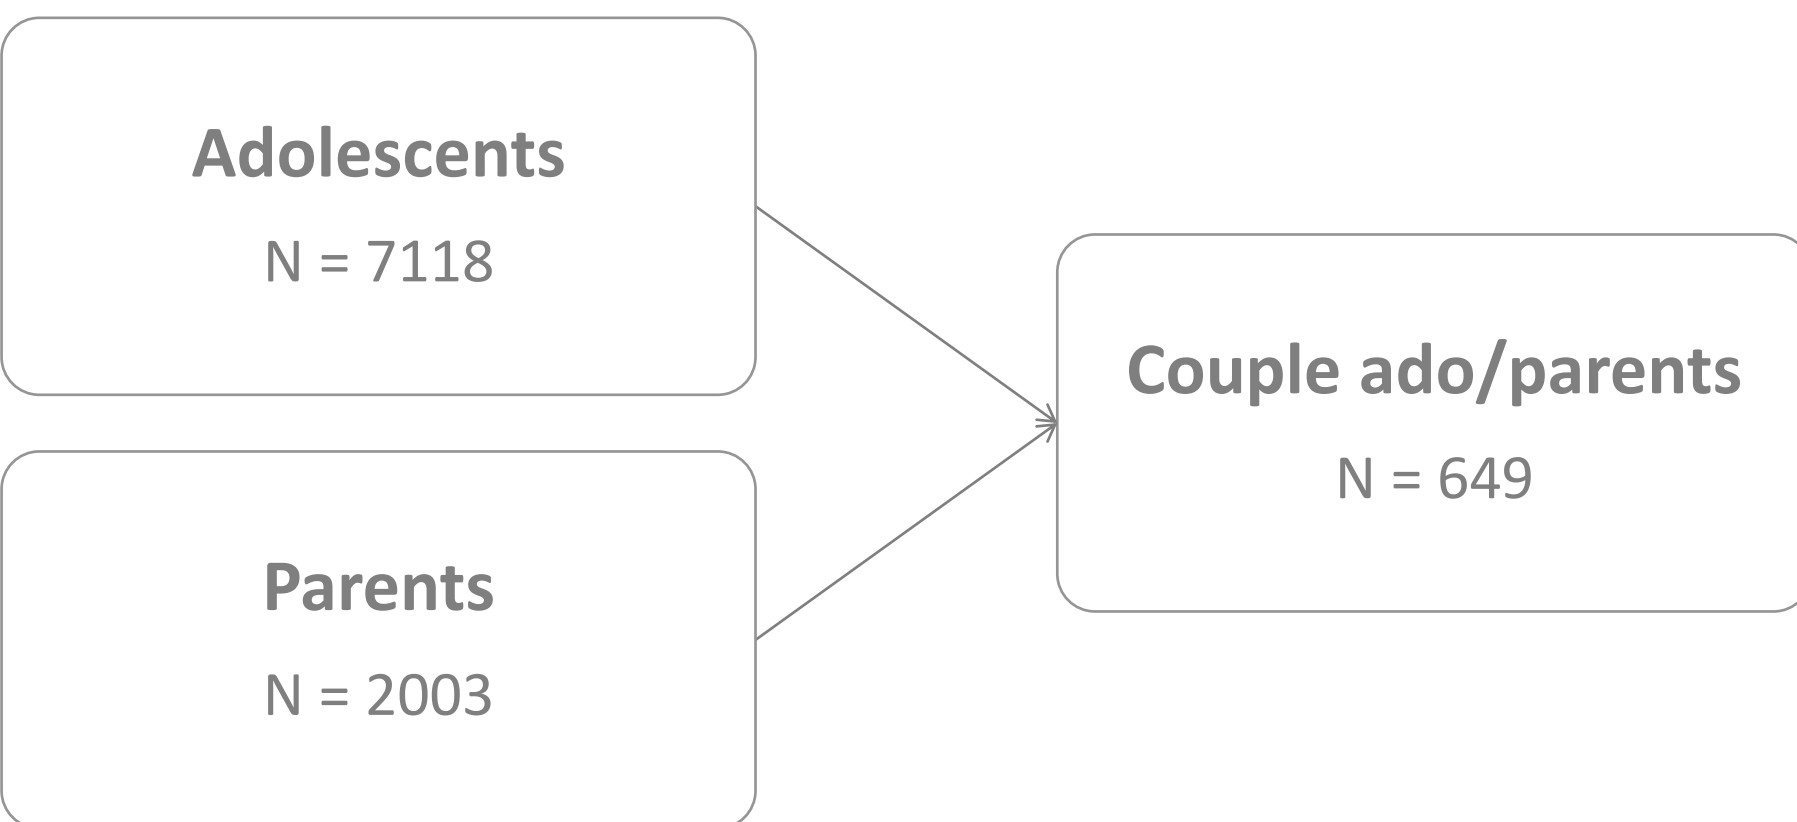 Adolescents
N = 7118
Parents
N = 2003
Couple ado/parents
N = 649